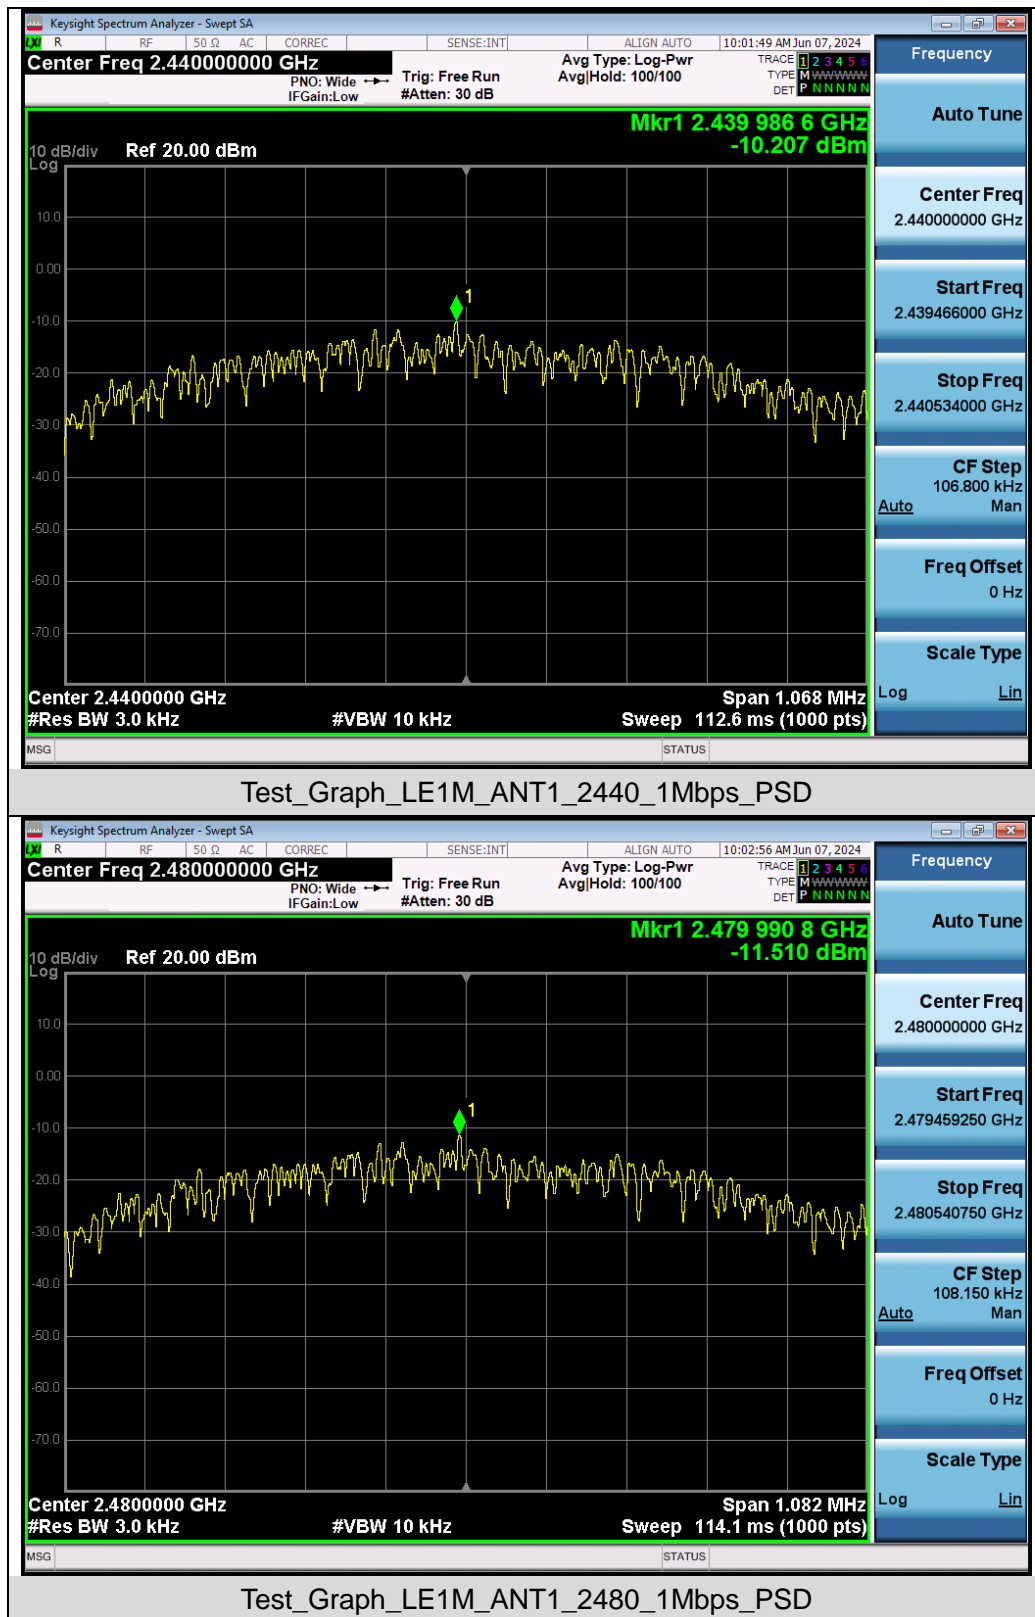 Keysight Spectrum Analyzer - Swept SA
LXI R RF 50 Ω AC CORREC SENSE:INT ALIGN AUTO 10:01:49 AM Jun 07, 2024
Center Freq 2.440000000 GHz
PNO: Wide
IFGain:Low
Trig: Free Run
#Atten: 30 dB
Avg Type: Log-Pwr
Avg|Hold: 100/100
TRACE 1 2 3 4 5 6
TYPE M WWWWW
DET P N N N N N
Mkr1 2.439 986 6 GHz
-10.207 dBm
10 dB/div Ref 20.00 dBm
Log
10.0
0.00
1
-10.0
-20.0
-30.0
-40.0
-50.0
-60.0
-70.0
Center 2.4400000 GHz Span 1.068 MHz
#Res BW 3.0 kHz #VBW 10 kHz Sweep 112.6 ms (1000 pts)
MSG STATUS
Frequency
Auto Tune
Center Freq
2.440000000 GHz
Start Freq
2.439466000 GHz
Stop Freq
2.440534000 GHz
CF Step
106.800 kHz
Auto Man
Freq Offset
0 Hz
Scale Type
Log Lin
Test_Graph_LE1M_ANT1_2440_1Mbps_PSD
Keysight Spectrum Analyzer - Swept SA
LXI R RF 50 Ω AC CORREC SENSE:INT ALIGN AUTO 10:02:56 AM Jun 07, 2024
Center Freq 2.480000000 GHz
PNO: Wide
IFGain:Low
Trig: Free Run
#Atten: 30 dB
Avg Type: Log-Pwr
Avg|Hold: 100/100
TRACE 1 2 3 4 5 6
TYPE M WWWWW
DET P N N N N N
Mkr1 2.479 990 8 GHz
-11.510 dBm
10 dB/div Ref 20.00 dBm
Log
10.0
0.00
1
-10.0
-20.0
-30.0
-40.0
-50.0
-60.0
-70.0
Center 2.4800000 GHz Span 1.082 MHz
#Res BW 3.0 kHz #VBW 10 kHz Sweep 114.1 ms (1000 pts)
MSG STATUS
Frequency
Auto Tune
Center Freq
2.480000000 GHz
Start Freq
2.479459250 GHz
Stop Freq
2.480540750 GHz
CF Step
108.150 kHz
Auto Man
Freq Offset
0 Hz
Scale Type
Log Lin
Test_Graph_LE1M_ANT1_2480_1Mbps_PSD